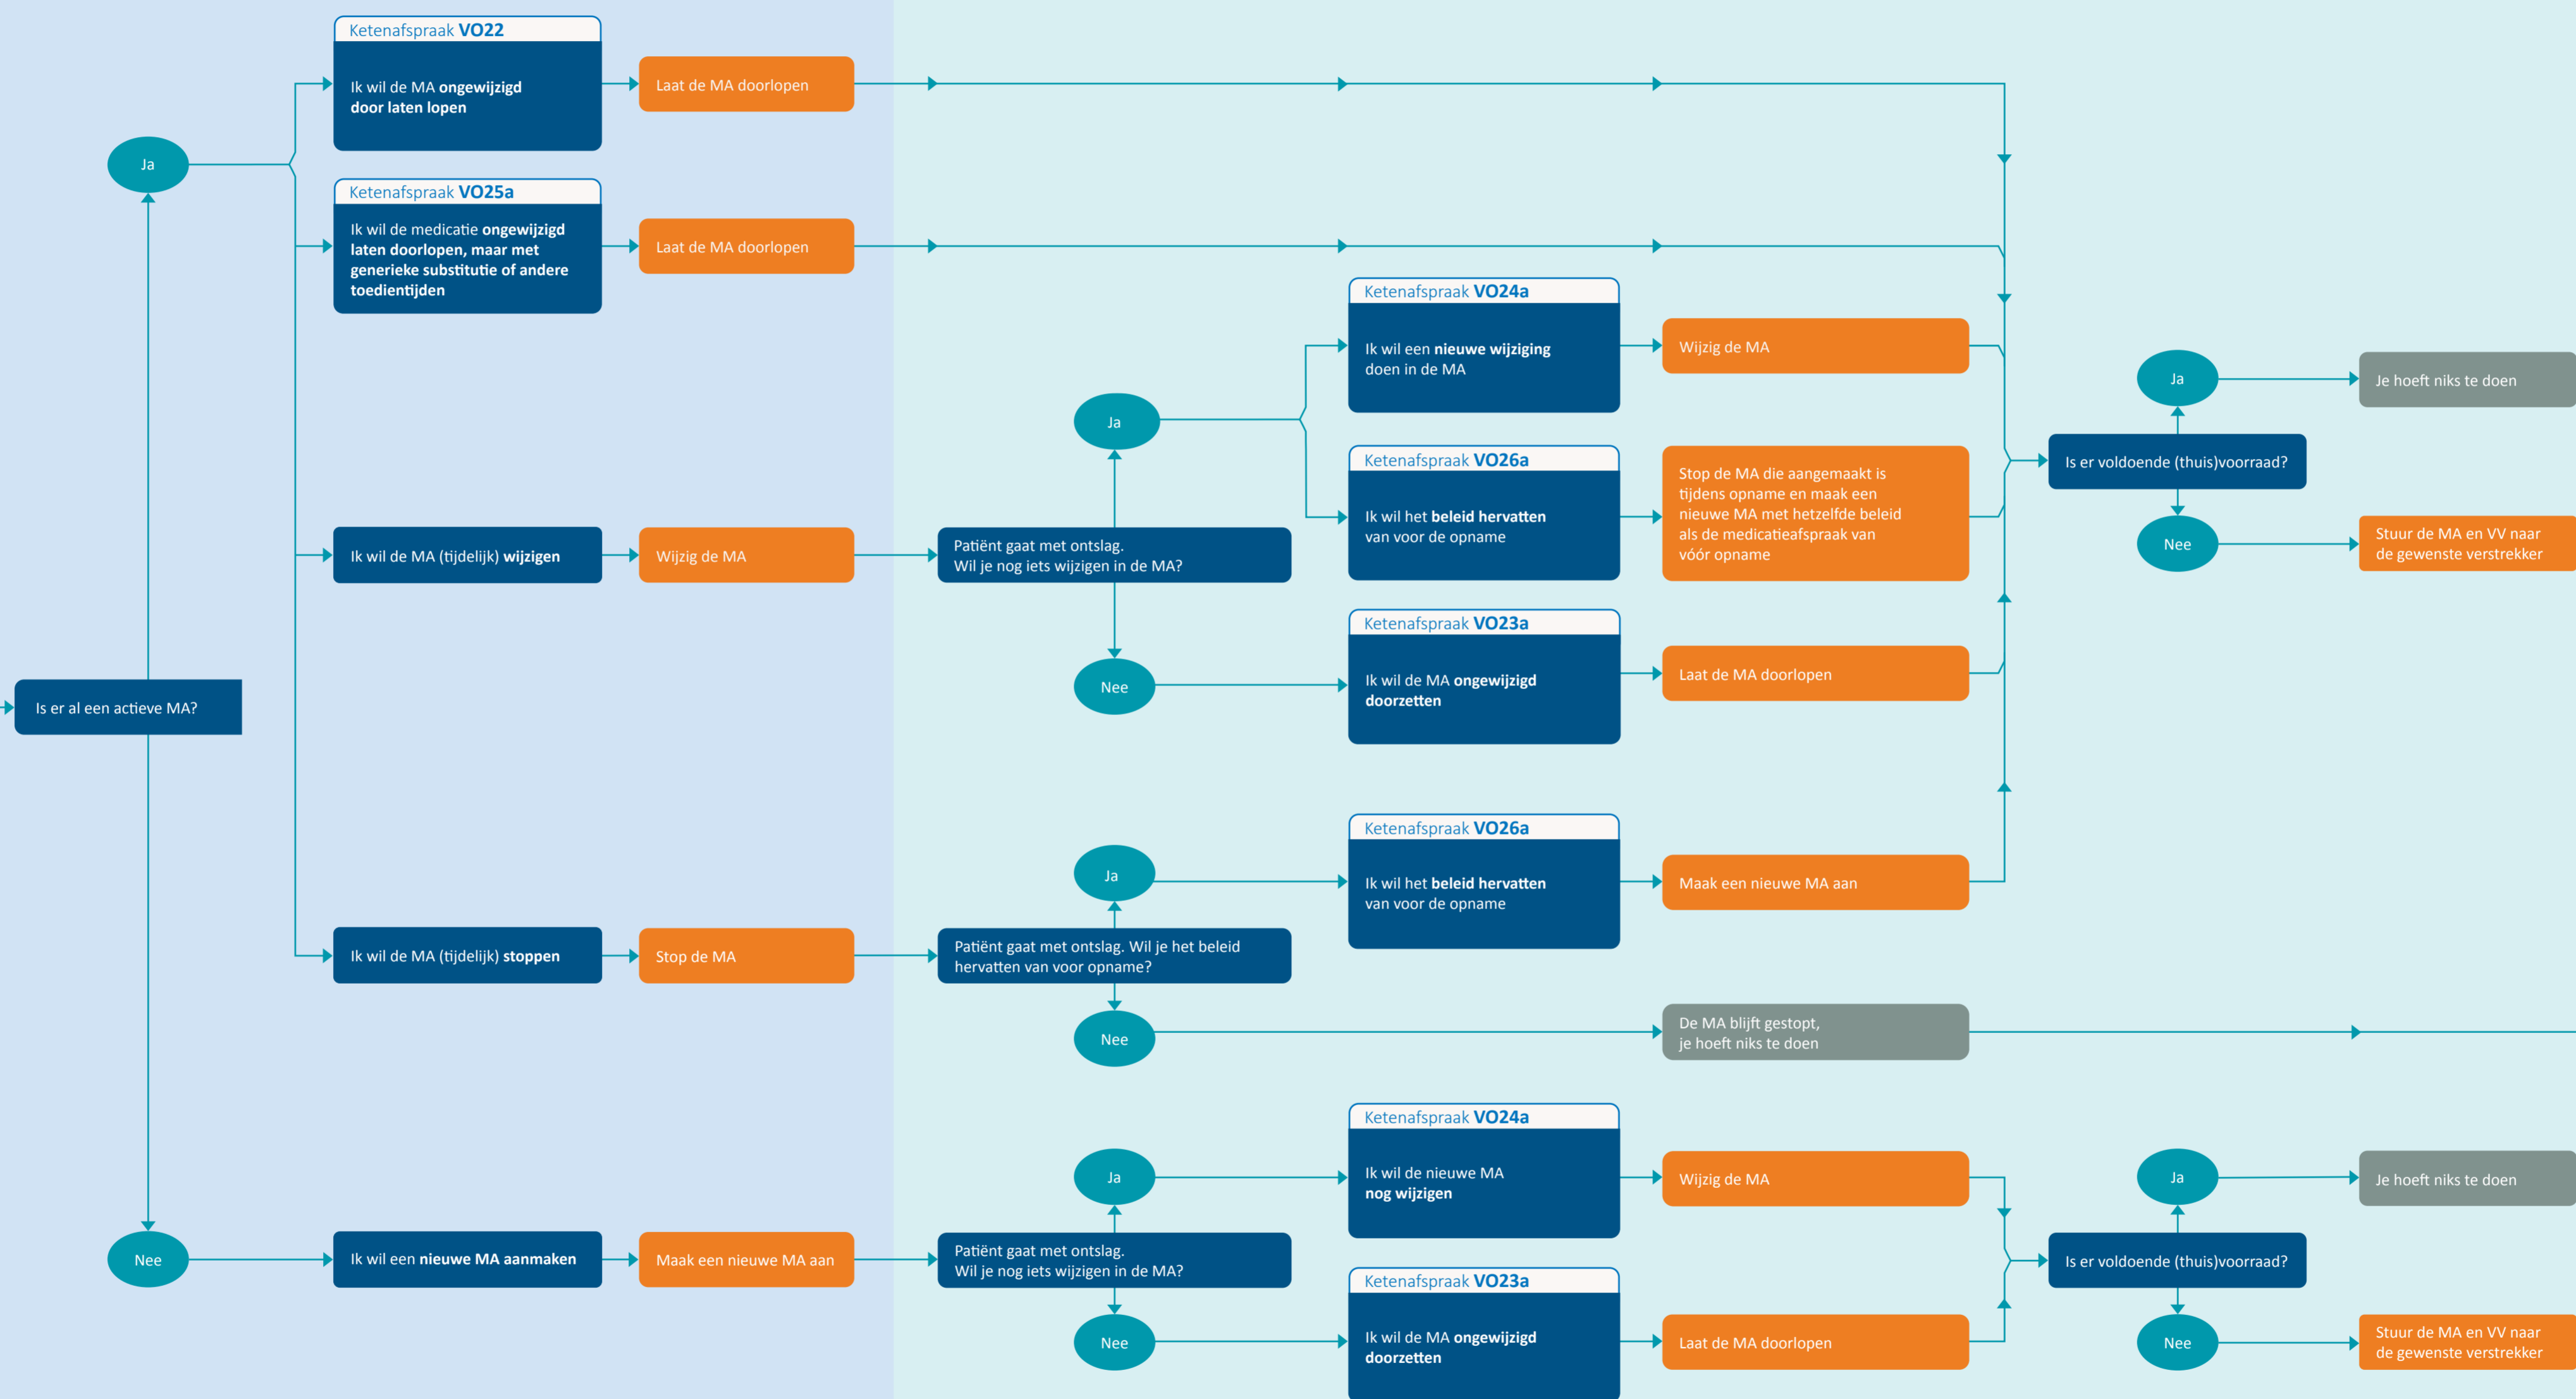 Ketenafspraak VO22
Ik wil de MA ongewijzigd
door laten lopen
Laat de MA doorlopen
Ja
Ketenafspraak VO25a
Ik wil de medicatie ongewijzigd
laten doorlopen, maar met
generieke substitutie of andere
toedientijden
Laat de MA doorlopen
Ketenafspraak VO24a
Ik wil een nieuwe wijziging
doen in de MA
Wijzig de MA
Ja
Ja
Je hoeft niks te doen
Ketenafspraak VO26a
Ik wil het beleid hervatten
van voor de opname
Stop de MA die aangemaakt is
tijdens opname en maak een
nieuwe MA met hetzelfde beleid
als de medicatieafspraak van
vóór opname
Is er voldoende (thuis)voorraad?
Ik wil de MA (tijdelijk) wijzigen
Wijzig de MA
Patiënt gaat met ontslag.
Wil je nog iets wijzigen in de MA?
Nee
Stuur de MA en VV naar
de gewenste verstrekker
Ketenafspraak VO23a
Ik wil de MA ongewijzigd
doorzetten
Laat de MA doorlopen
Nee
Is er al een actieve MA?
Ketenafspraak VO26a
Ik wil het beleid hervatten
van voor de opname
Maak een nieuwe MA aan
Ja
Ik wil de MA (tijdelijk) stoppen
Stop de MA
Patiënt gaat met ontslag. Wil je het beleid
hervatten van voor opname?
Nee
De MA blijft gestopt,
je hoeft niks te doen
Ketenafspraak VO24a
Ik wil de nieuwe MA
nog wijzigen
Wijzig de MA
Ja
Ja
Je hoeft niks te doen
Nee
Ik wil een nieuwe MA aanmaken
Maak een nieuwe MA aan
Patiënt gaat met ontslag.
Wil je nog iets wijzigen in de MA?
Is er voldoende (thuis)voorraad?
Ketenafspraak VO23a
Ik wil de MA ongewijzigd
doorzetten
Laat de MA doorlopen
Nee
Nee
Stuur de MA en VV naar
de gewenste verstrekker